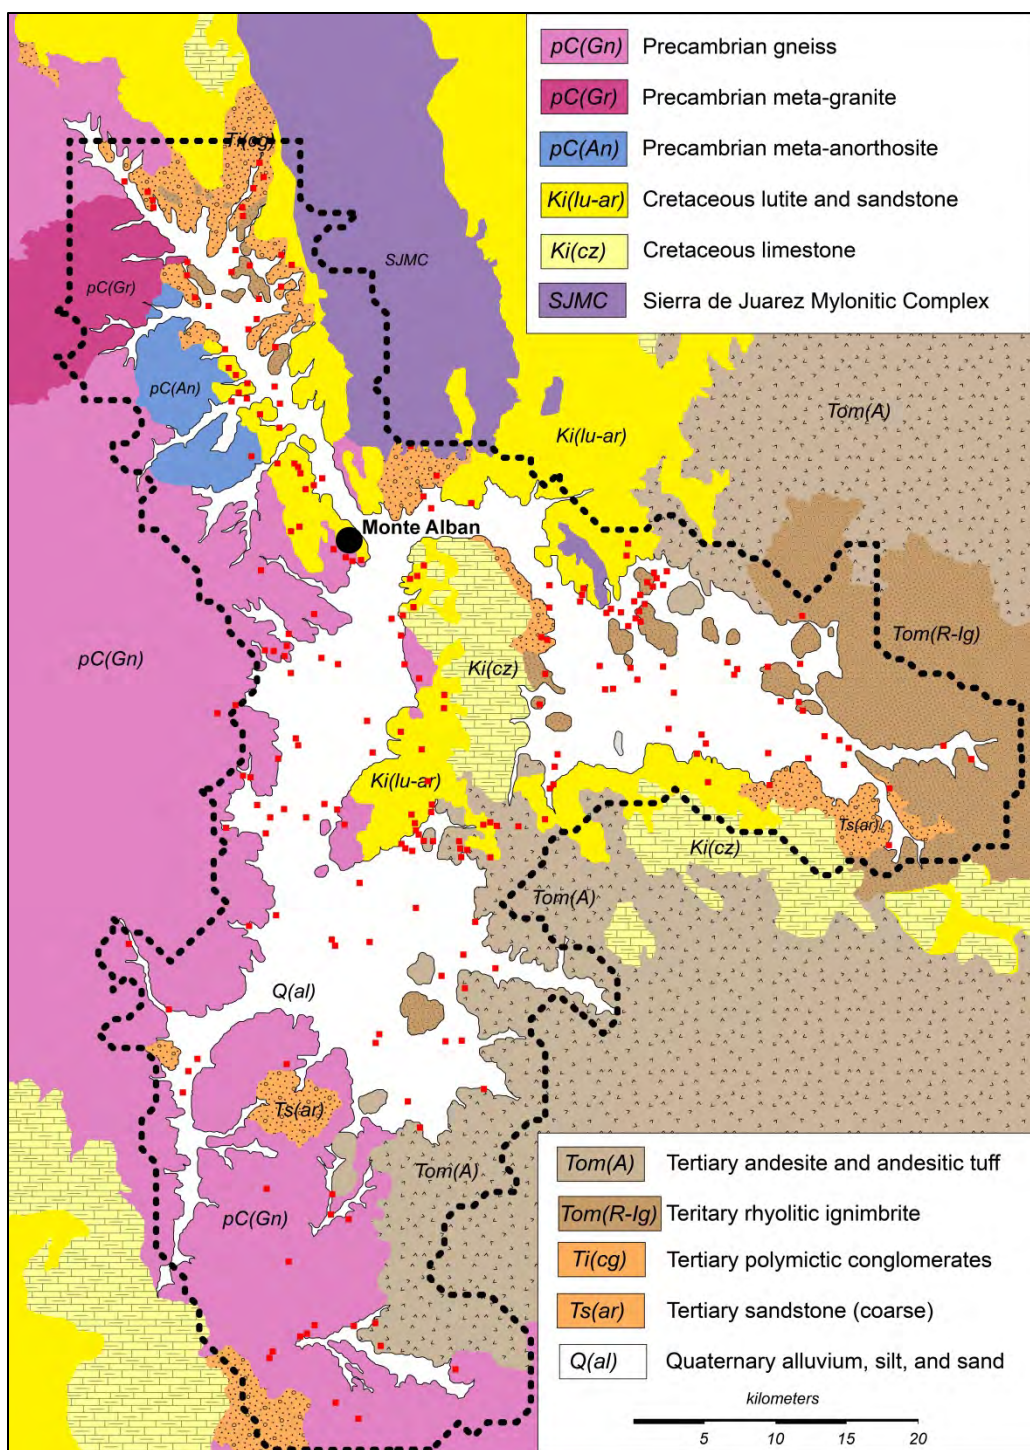 pC(Gn) Precambrian gneiss
pC(Gr) Precambrian meta-granite
pC(An) Precambrian meta-anorthosite
Ki(lu-ar) Cretaceous lutite and sandstone
Ki(cz) Cretaceous limestone
SJMC Sierra de Juarez Mylonitic Complex
Ti(cg)
SJMC
pC(Gr)
pC(An)
Tom(A)
Ki(lu-ar)
Monte Alban
pC(Gn)
Ki(cz)
Tom(R-Ig)
Ki(lu-ar)
Ts(ar)
Ki(cz)
Tom(A)
Q(al)
Ts(ar)
Tom(A)
pC(Gn)
Tom(A) Tertiary andesite and andesitic tuff
Tom(R-Ig) Teritary rhyolitic ignimbrite
Ti(cg) Tertiary polymictic conglomerates
Ts(ar) Tertiary sandstone (coarse)
Q(al) Quaternary alluvium, silt, and sand
kilometers
5 10 15 20